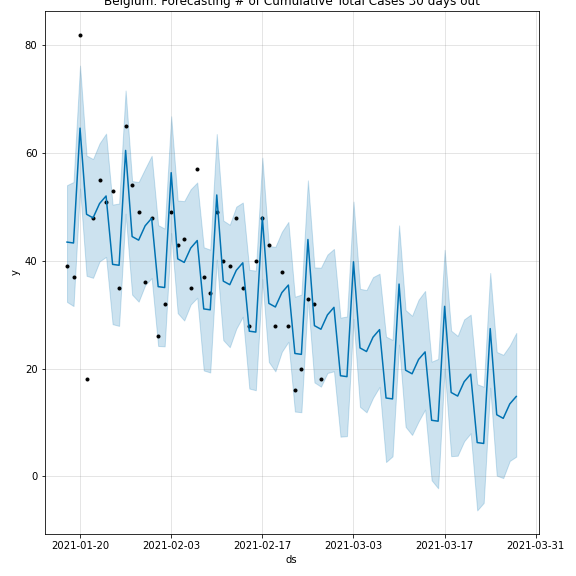 Belgium: Forecasting # of Cumulative Total Cases 30 days out
80
60
40
20
0
y
2021-01-20 2021-02-03 2021-02-17 2021-03-03 2021-03-17 2021-03-31
ds